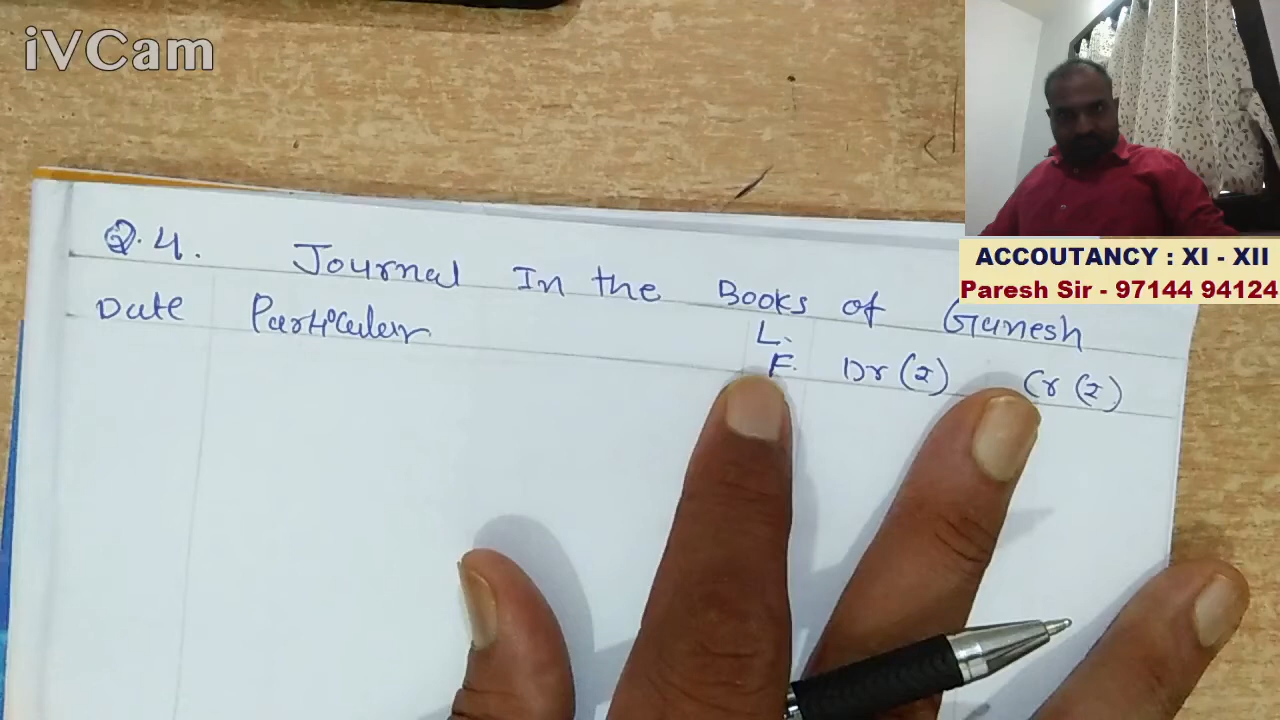 iVCam
ACCOUTANCY : XI - XII
Paresh Sir - 97144 94124
Q.4. Journal In the Books of Ganesh
Date Particular L. F. Dr (₹) Cr (₹)